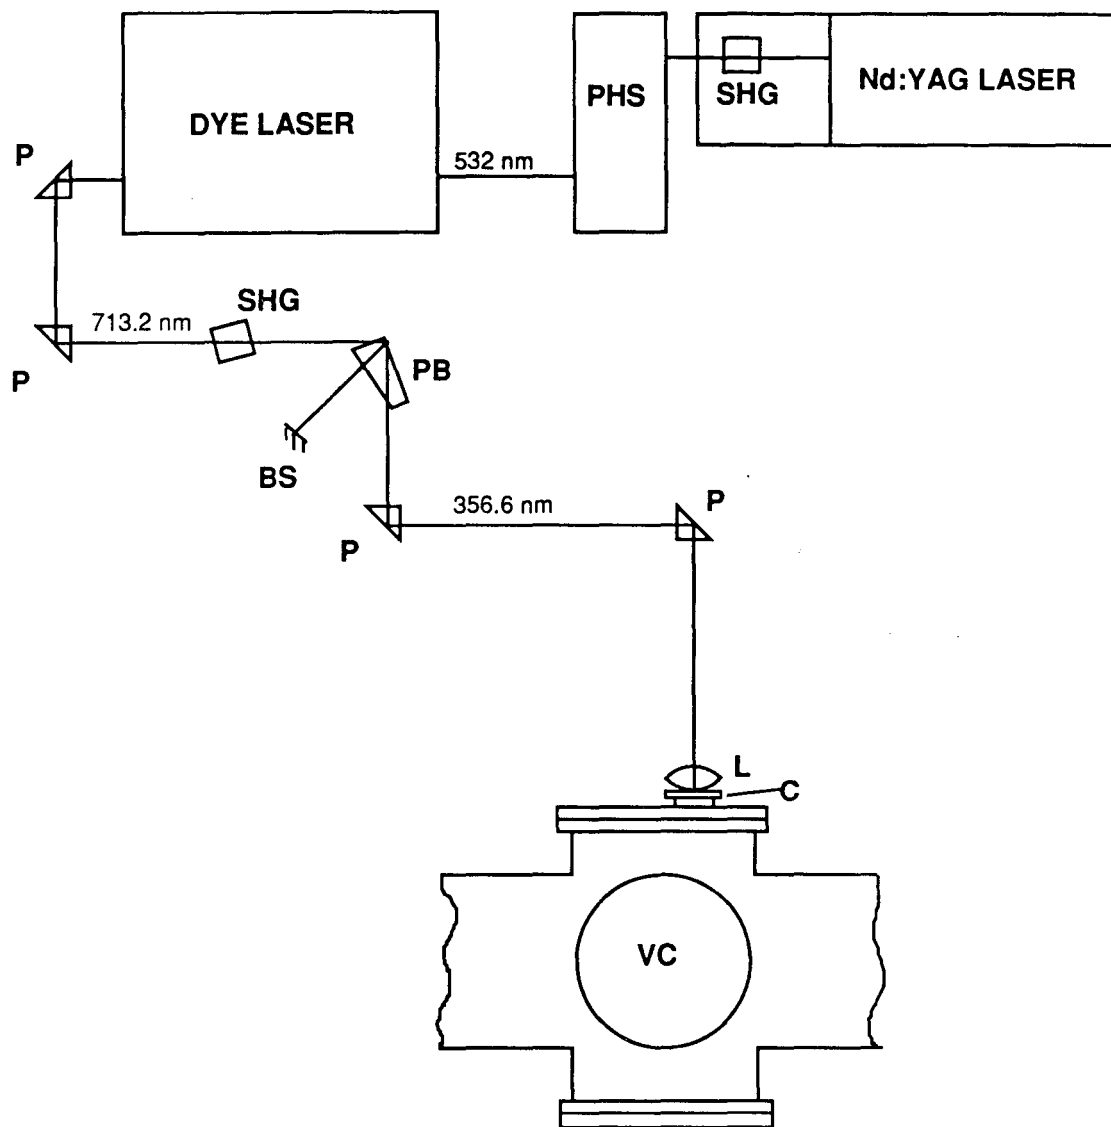 DYE LASER
PHS
SHG
Nd:YAG LASER
P
532 nm
SHG
713.2 nm
P
PB
BS
356.6 nm
P
P
L
C
VC